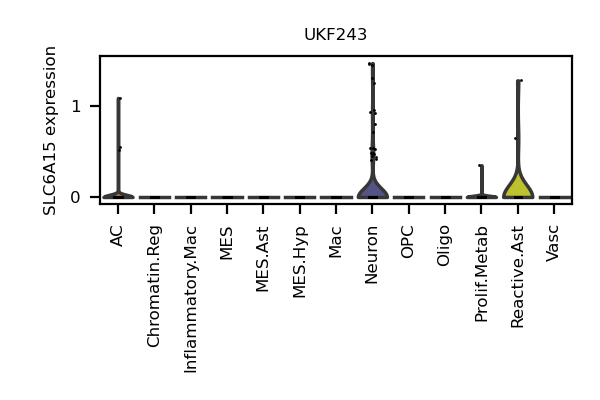 UKF243
SLC6A15 expression
1
0
AC
Chromatin.Reg
Inflammatory.Mac
MES
MES.Ast
MES.Hyp
Mac
Neuron
OPC
Oligo
Prolif.Metab
Reactive.Ast
Vasc